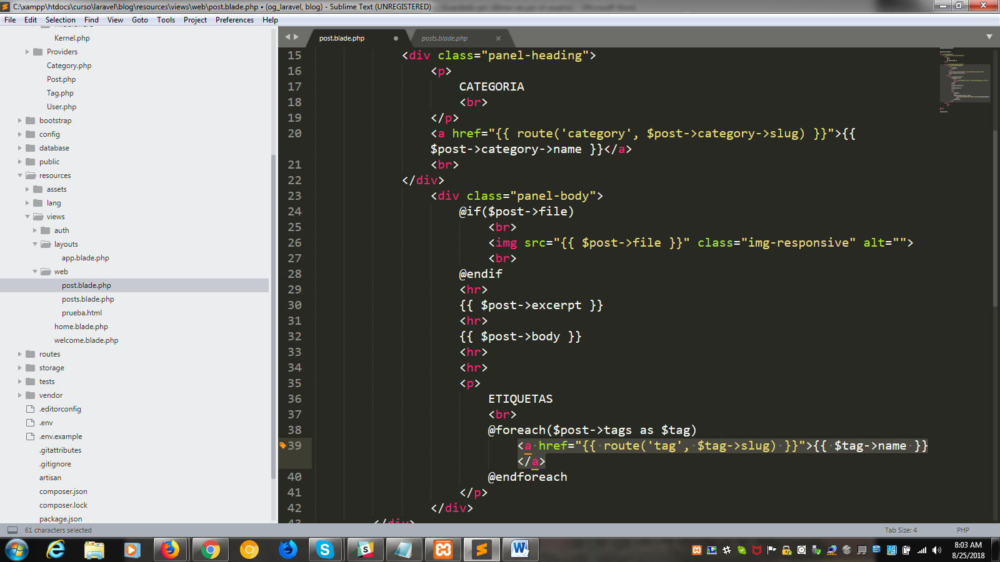 C:\xampp\htdocs\curso\laravel\blog\resources\views\web\post.blade.php • (og_laravel, blog) - Sublime Text (UNREGISTERED)
File Edit Selection Find View Goto Tools Project Preferences Help
Kernel.php
Providers
Category.php
Post.php
Tag.php
User.php
bootstrap
config
database
public
resources
assets
lang
views
auth
layouts
app.blade.php
web
post.blade.php
posts.blade.php
prueba.html
home.blade.php
welcome.blade.php
routes
storage
tests
vendor
.editorconfig
.env
.env.example
.gitattributes
.gitignore
artisan
composer.json
composer.lock
package.json
post.blade.php posts.blade.php
15 <div class="panel-heading">
16 <p>
17 CATEGORIA
18 <br>
19 </p>
20 <a href="{{ route('category', $post->category->slug) }}">{{
$post->category->name }}</a>
21 <br>
22 </div>
23 <div class="panel-body">
24 @if($post->file)
25 <br>
26 <img src="{{ $post->file }}" class="img-responsive" alt="">
27 <br>
28 @endif
29 <hr>
30 {{ $post->excerpt }}
31 <hr>
32 {{ $post->body }}
33 <hr>
34 <hr>
35 <p>
36 ETIQUETAS
37 <br>
38 @foreach($post->tags as $tag)
39 <a href="{{ route('tag', $tag->slug) }}">{{ $tag->name }}
</a>
40 @endforeach
41 </p>
42 </div>
43 </div>
61 characters selected Tab Size: 4 PHP
8:03 AM
8/25/2018